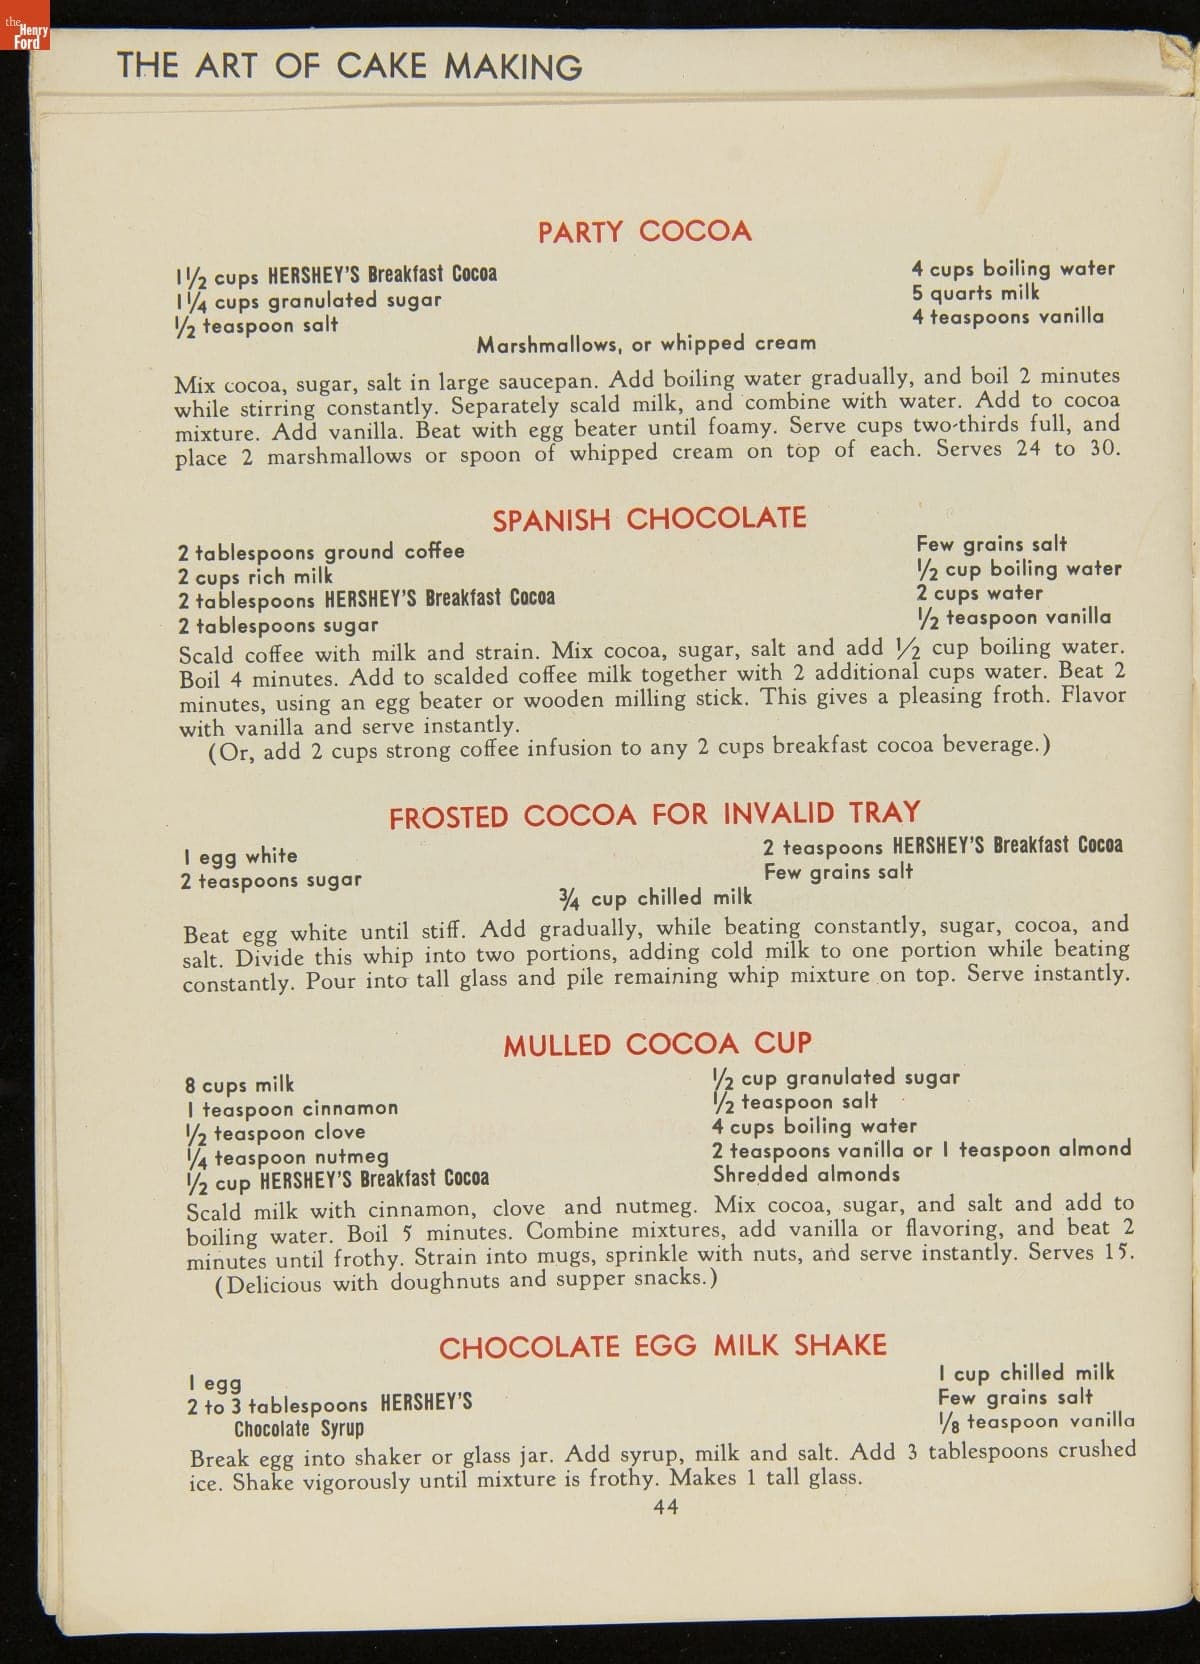 the
Henry
Ford
THE ART OF CAKE MAKING
PARTY COCOA
1½ cups HERSHEY'S Breakfast Cocoa
1¼ cups granulated sugar
½ teaspoon salt
4 cups boiling water
5 quarts milk
4 teaspoons vanilla
Marshmallows, or whipped cream
Mix cocoa, sugar, salt in large saucepan. Add boiling water gradually, and boil 2 minutes
while stirring constantly. Separately scald milk, and combine with water. Add to cocoa
mixture. Add vanilla. Beat with egg beater until foamy. Serve cups two-thirds full, and
place 2 marshmallows or spoon of whipped cream on top of each. Serves 24 to 30.
SPANISH CHOCOLATE
2 tablespoons ground coffee
2 cups rich milk
2 tablespoons HERSHEY'S Breakfast Cocoa
2 tablespoons sugar
Few grains salt
½ cup boiling water
2 cups water
½ teaspoon vanilla
Scald coffee with milk and strain. Mix cocoa, sugar, salt and add ½ cup boiling water.
Boil 4 minutes. Add to scalded coffee milk together with 2 additional cups water. Beat 2
minutes, using an egg beater or wooden milling stick. This gives a pleasing froth. Flavor
with vanilla and serve instantly.
(Or, add 2 cups strong coffee infusion to any 2 cups breakfast cocoa beverage.)
FROSTED COCOA FOR INVALID TRAY
1 egg white
2 teaspoons sugar
2 teaspoons HERSHEY'S Breakfast Cocoa
Few grains salt
¾ cup chilled milk
Beat egg white until stiff. Add gradually, while beating constantly, sugar, cocoa, and
salt. Divide this whip into two portions, adding cold milk to one portion while beating
constantly. Pour into tall glass and pile remaining whip mixture on top. Serve instantly.
MULLED COCOA CUP
8 cups milk
1 teaspoon cinnamon
½ teaspoon clove
¼ teaspoon nutmeg
½ cup HERSHEY'S Breakfast Cocoa
½ cup granulated sugar
½ teaspoon salt
4 cups boiling water
2 teaspoons vanilla or 1 teaspoon almond
Shredded almonds
Scald milk with cinnamon, clove and nutmeg. Mix cocoa, sugar, and salt and add to
boiling water. Boil 5 minutes. Combine mixtures, add vanilla or flavoring, and beat 2
minutes until frothy. Strain into mugs, sprinkle with nuts, and serve instantly. Serves 15.
(Delicious with doughnuts and supper snacks.)
CHOCOLATE EGG MILK SHAKE
1 egg
2 to 3 tablespoons HERSHEY'S
Chocolate Syrup
1 cup chilled milk
Few grains salt
⅛ teaspoon vanilla
Break egg into shaker or glass jar. Add syrup, milk and salt. Add 3 tablespoons crushed
ice. Shake vigorously until mixture is frothy. Makes 1 tall glass.
44